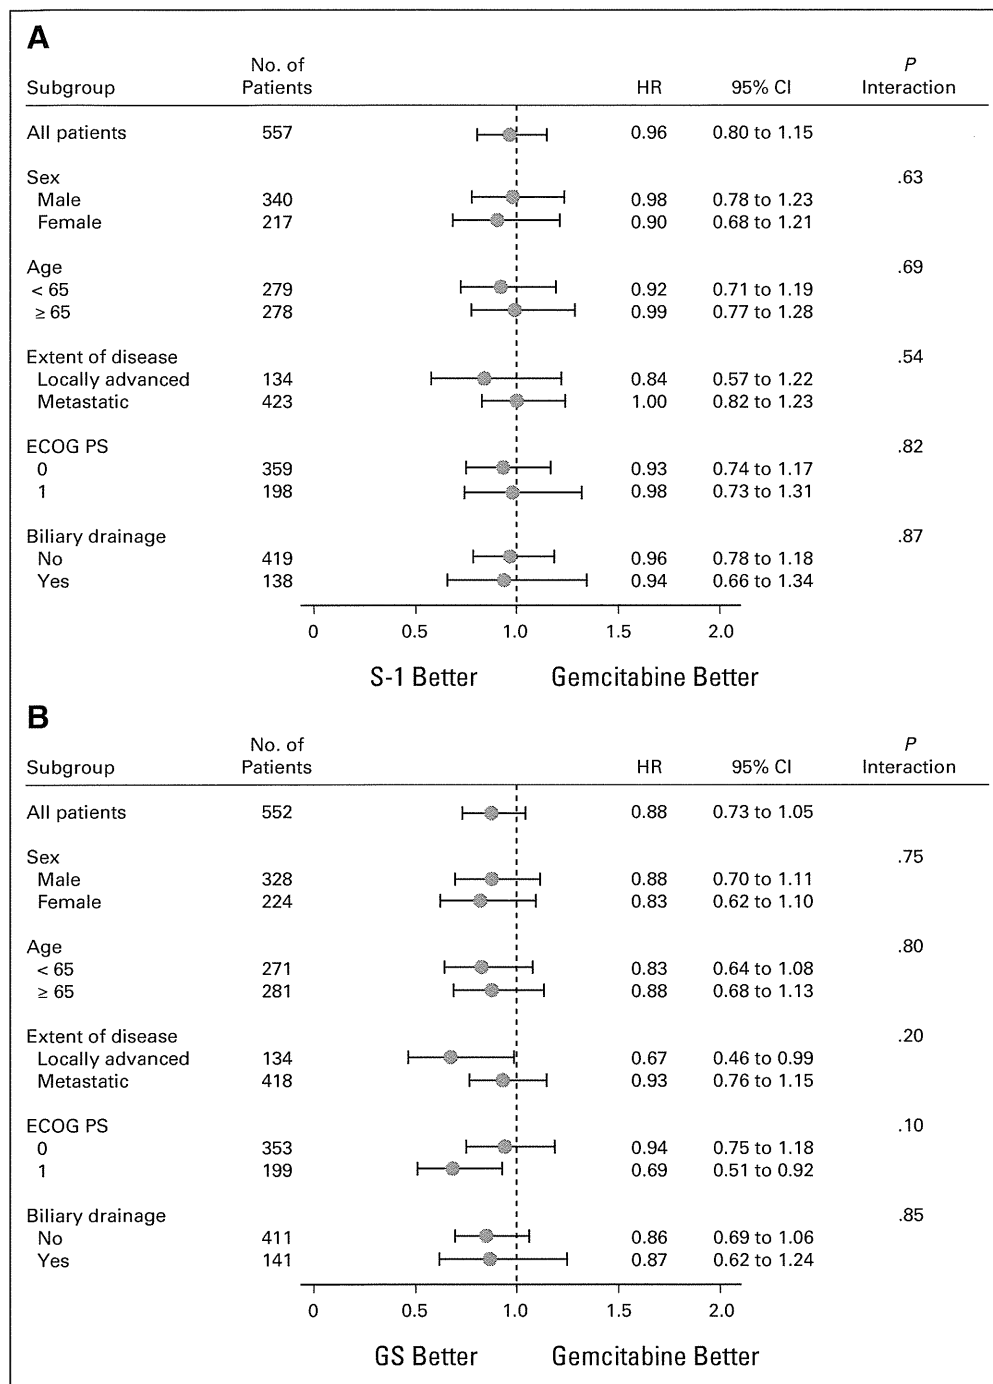 A
No. of
P
Subgroup Patients HR 95% CI Interaction
All patients 557 0.96 0.80 to 1.15
Sex .63
Male 340 0.98 0.78 to 1.23
Female 217 0.90 0.68 to 1.21
Age .69
< 65 279 0.92 0.71 to 1.19
≥ 65 278 0.99 0.77 to 1.28
Extent of disease .54
Locally advanced 134 0.84 0.57 to 1.22
Metastatic 423 1.00 0.82 to 1.23
ECOG PS .82
0 359 0.93 0.74 to 1.17
1 198 0.98 0.73 to 1.31
Biliary drainage .87
No 419 0.96 0.78 to 1.18
Yes 138 0.94 0.66 to 1.34
0 0.5 1.0 1.5 2.0
S-1 Better Gemcitabine Better
B
No. of
P
Subgroup Patients HR 95% CI Interaction
All patients 552 0.88 0.73 to 1.05
Sex .75
Male 328 0.88 0.70 to 1.11
Female 224 0.83 0.62 to 1.10
Age .80
< 65 271 0.83 0.64 to 1.08
≥ 65 281 0.88 0.68 to 1.13
Extent of disease .20
Locally advanced 134 0.67 0.46 to 0.99
Metastatic 418 0.93 0.76 to 1.15
ECOG PS .10
0 353 0.94 0.75 to 1.18
1 199 0.69 0.51 to 0.92
Biliary drainage .85
No 411 0.86 0.69 to 1.06
Yes 141 0.87 0.62 to 1.24
0 0.5 1.0 1.5 2.0
GS Better Gemcitabine Better